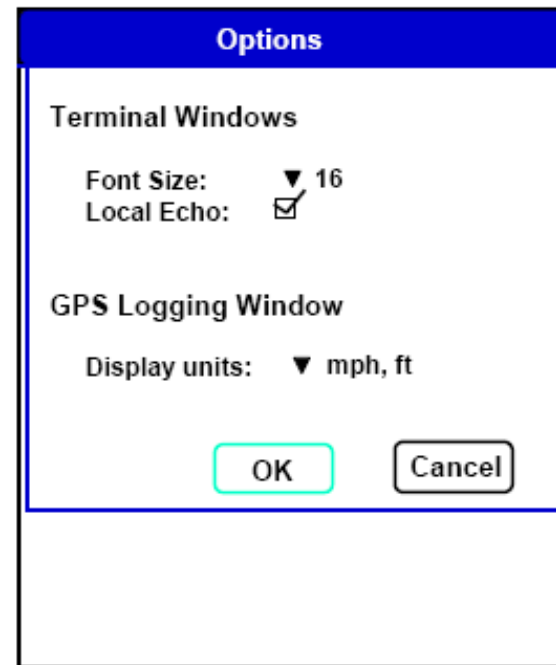 Options
Terminal Windows
Font Size: ▼ 16
Local Echo:
GPS Logging Window
Display units: ▼ mph, ft
OK Cancel